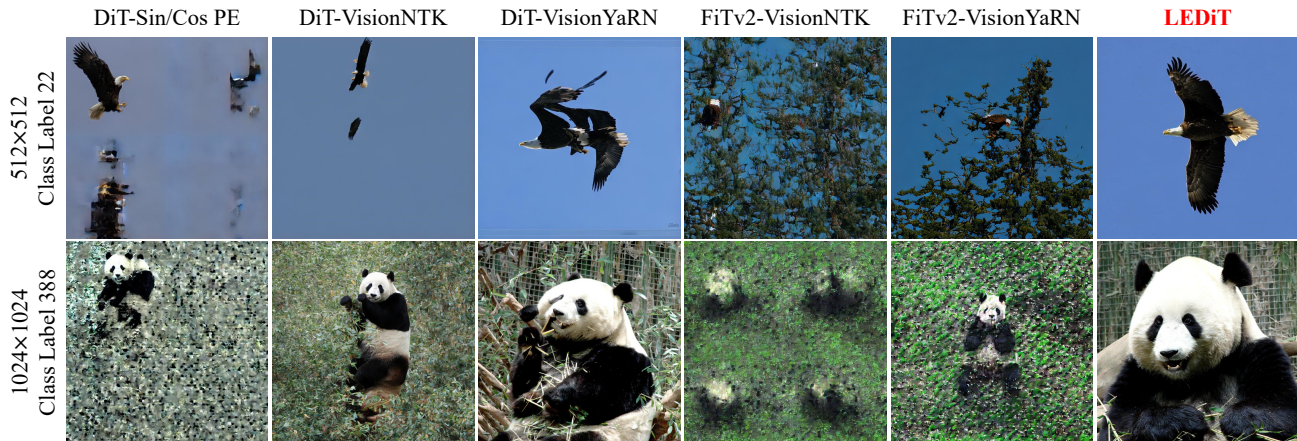 DiT-Sin/Cos PE DiT-VisionNTK DiT-VisionYaRN FiTv2-VisionNTK FiTv2-VisionYaRN LEDiT
512×512
Class Label 22
1024×1024
Class Label 388